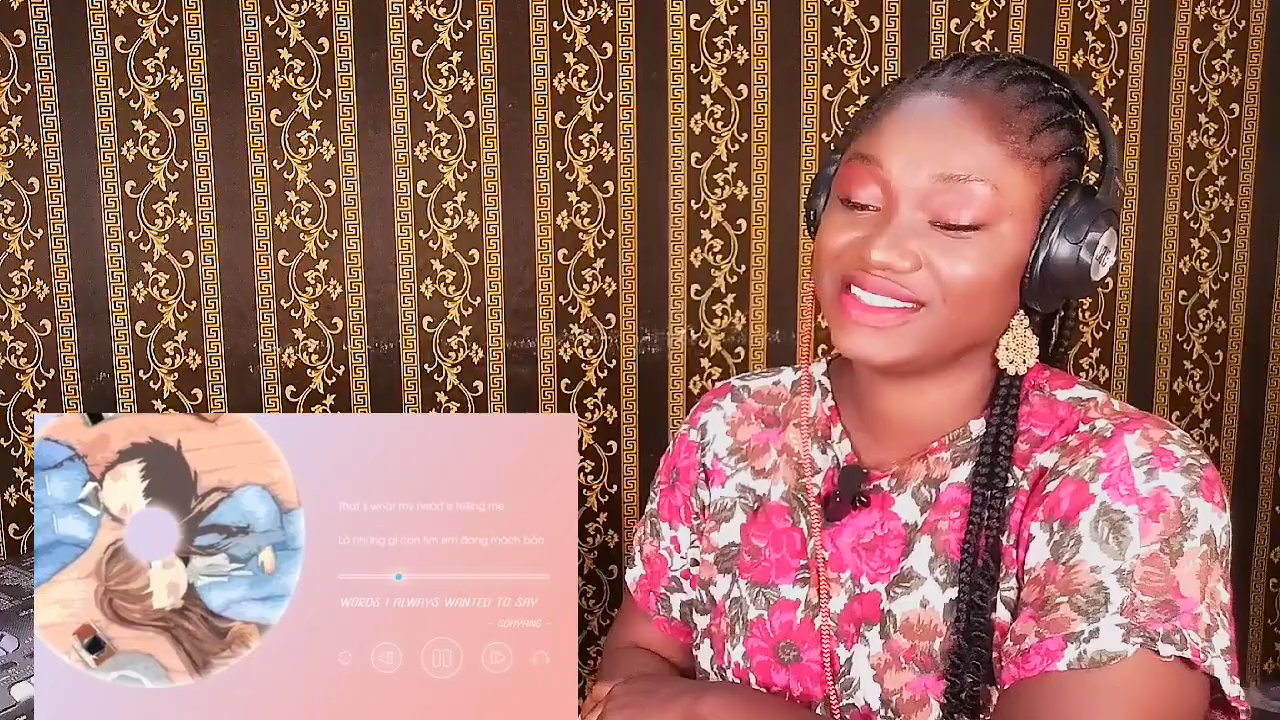 That's what my heart is telling me
Là những gì con tim em đang mách bảo
WORDS I ALWAYS WANTED TO SAY
- SOHYANG -